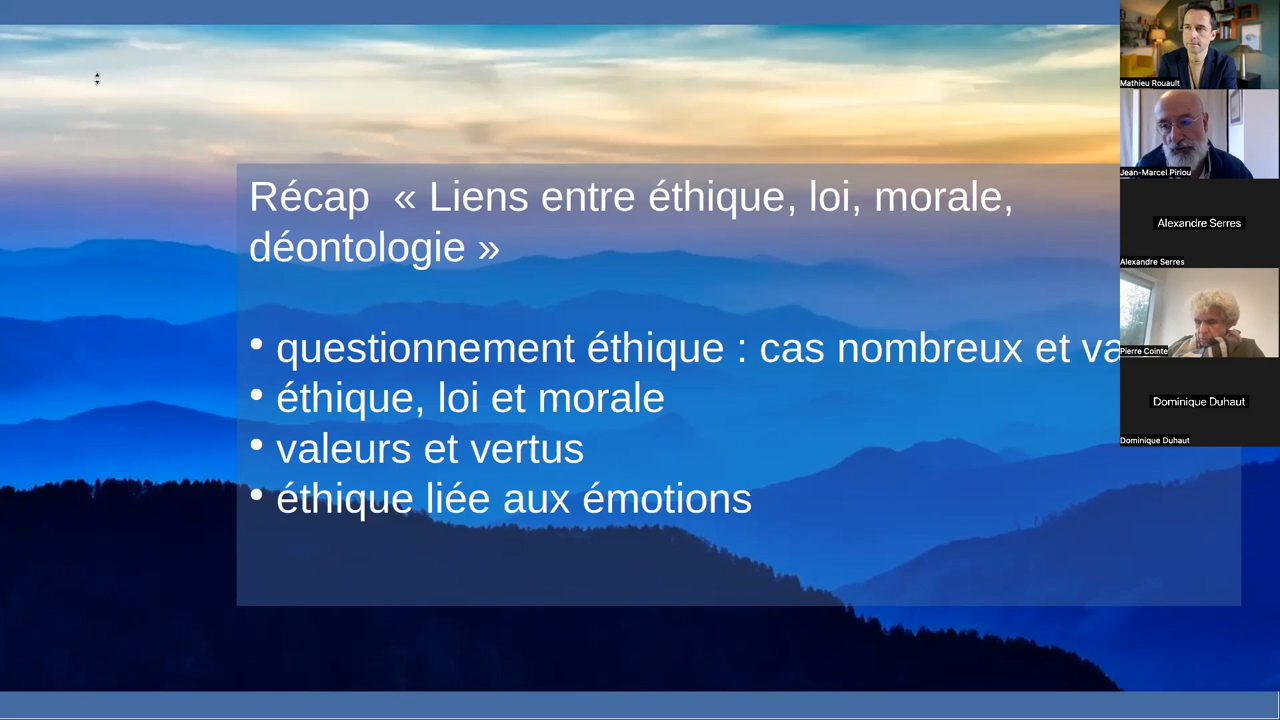 Récap « Liens entre éthique, loi, morale,
déontologie »
• questionnement éthique : cas nombreux et va
• éthique, loi et morale
• valeurs et vertus
• éthique liée aux émotions
Mathieu Rouault
Jean-Marcel Piriou
Alexandre Serres
Alexandre Serres
Pierre Cointe
Dominique Duhaut
Dominique Duhaut